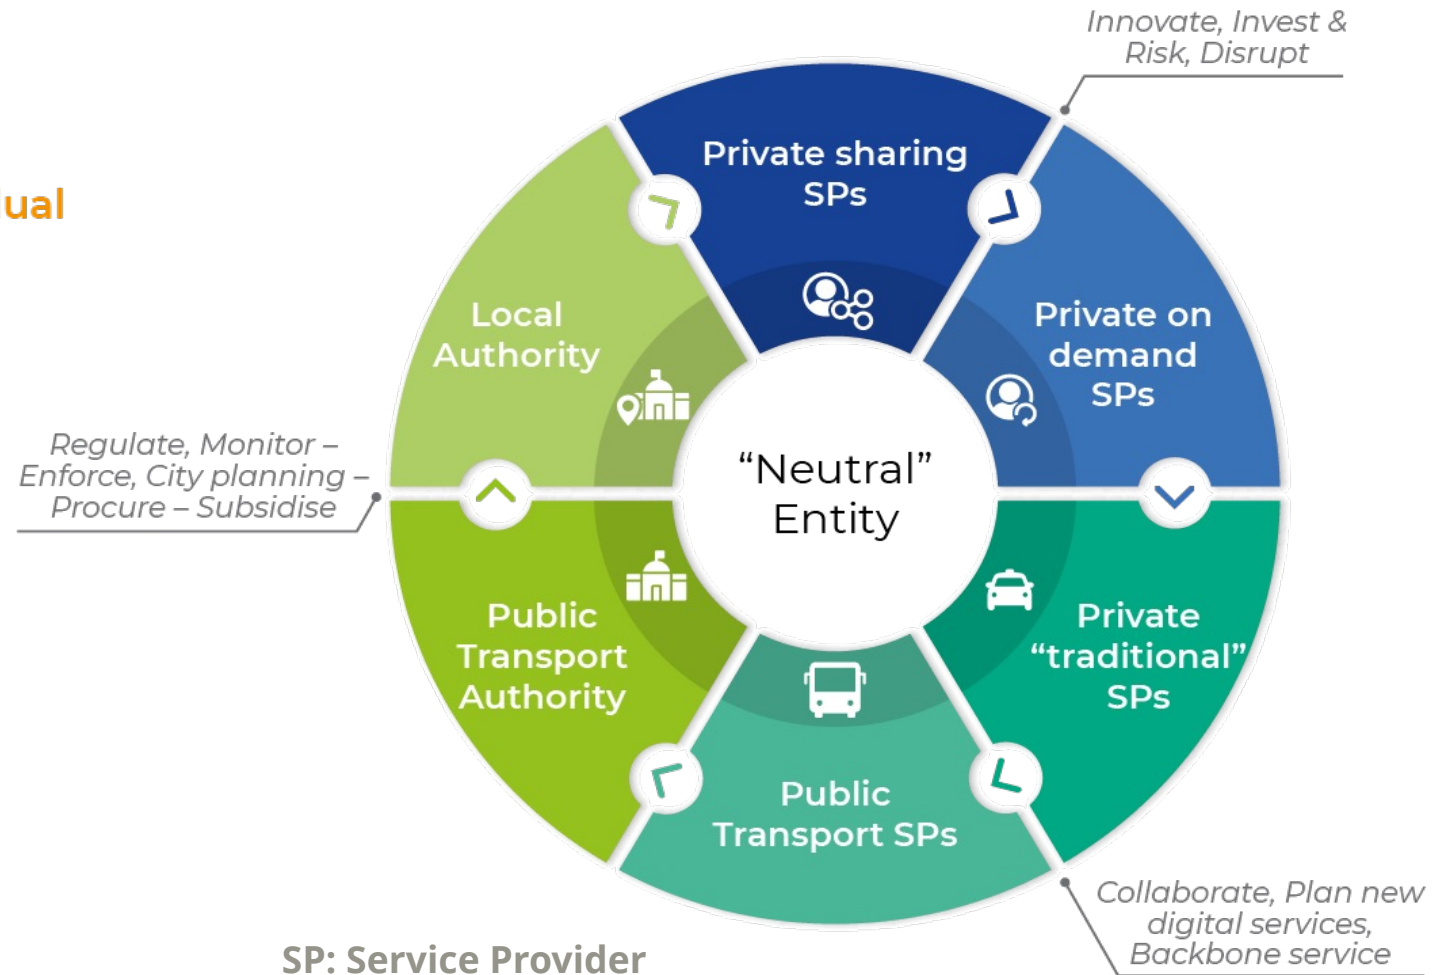 Innovate, Invest &
Risk, Disrupt
Private sharing
SPs
Private on
demand
SPs
Local
Authority
Regulate, Monitor –
Enforce, City planning –
Procure – Subsidise
“Neutral”
Entity
Public
Transport
Authority
Private
“traditional”
SPs
Public
Transport SPs
Collaborate, Plan new
digital services,
Backbone service
SP: Service Provider